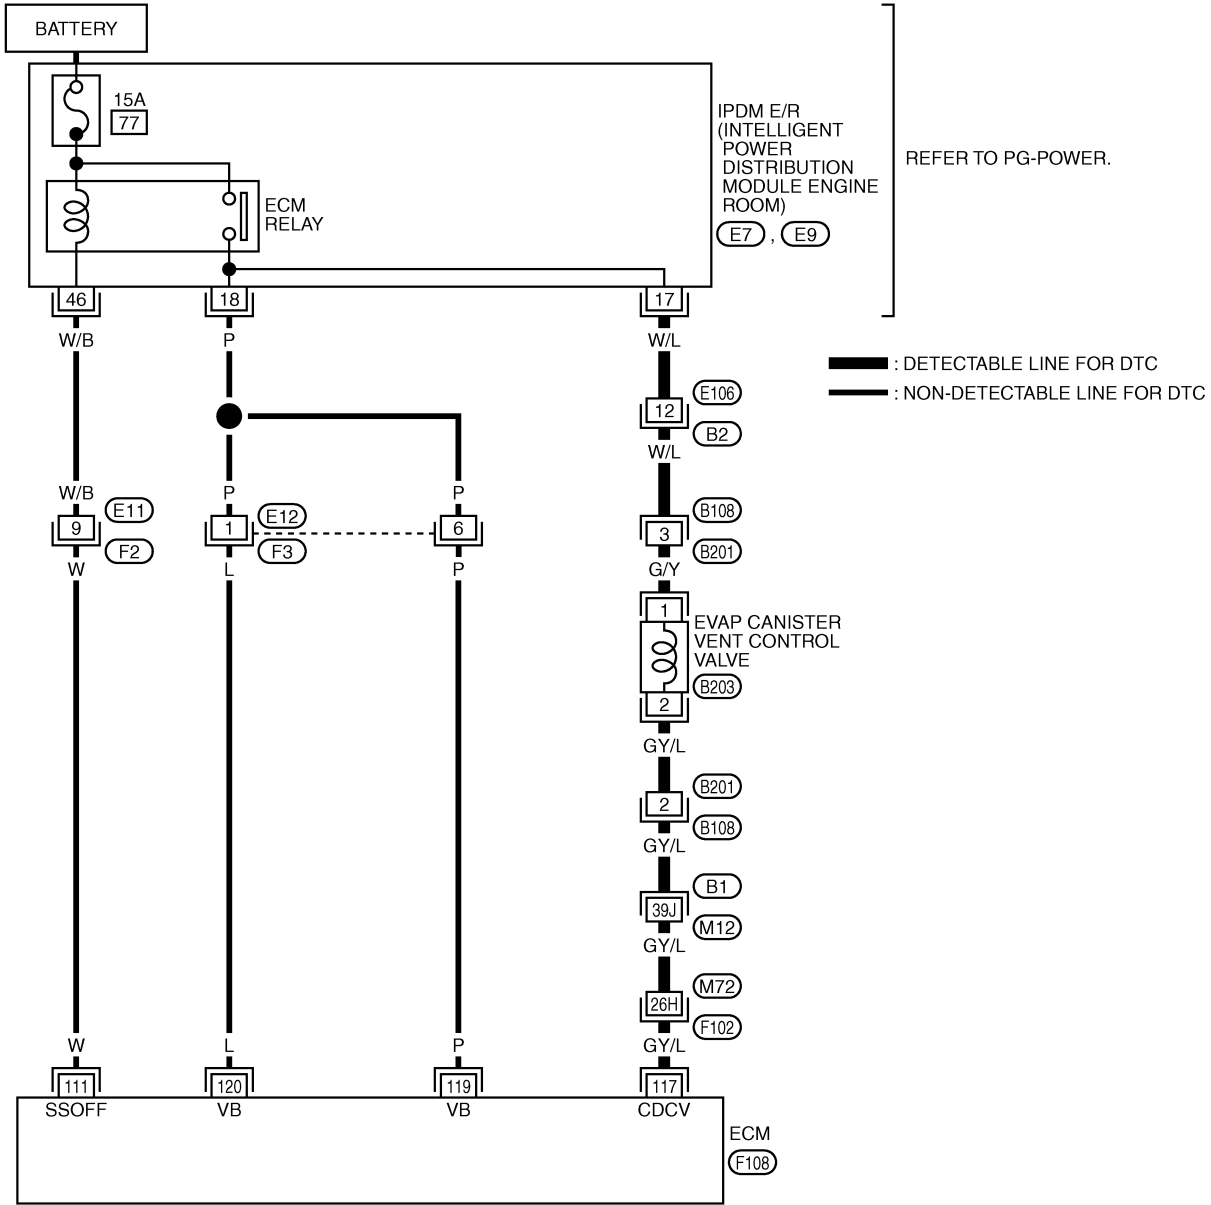 BATTERY
15A
77
IPDM E/R
(INTELLIGENT
POWER
DISTRIBUTION
MODULE ENGINE
ROOM)
E7 , E9
REFER TO PG-POWER.
ECM
RELAY
46 18 17
W/B P W/L
: DETECTABLE LINE FOR DTC
: NON-DETECTABLE LINE FOR DTC
E106
12
B2
W/L
W/B P P
E11 E12 B108
9 1 6 3
F2 F3 B201
W L P G/Y
1
EVAP CANISTER
VENT CONTROL
VALVE
B203
2
GY/L
B201
2
B108
GY/L
B1
39J
M12
GY/L
M72
26H
F102
W L P GY/L
111 120 119 117
SSOFF VB VB CDCV
ECM
F108